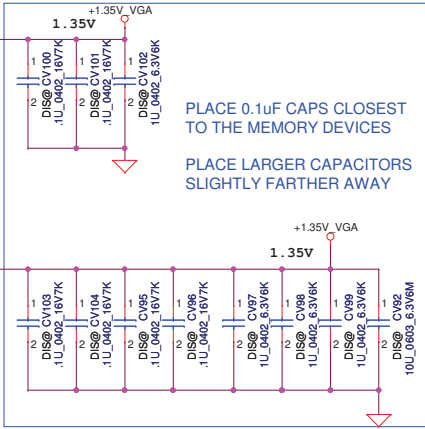 +1.35V_VGA
1.35V
1
1
1
2
2
2
DIS@ CV100
.1U_0402_16V7K
DIS@ CV101
.1U_0402_16V7K
DIS@ CV102
1U_0402_6.3V6K
PLACE 0.1uF CAPS CLOSEST
TO THE MEMORY DEVICES
PLACE LARGER CAPACITORS
SLIGHTLY FARTHER AWAY
+1.35V_VGA
1.35V
1
1
1
1
1
1
1
1
2
2
2
2
2
2
2
2
DIS@ CV103
.1U_0402_16V7K
DIS@ CV104
.1U_0402_16V7K
DIS@ CV95
.1U_0402_16V7K
DIS@ CV96
.1U_0402_16V7K
DIS@ CV97
1U_0402_6.3V6K
DIS@ CV98
1U_0402_6.3V6K
DIS@ CV99
1U_0402_6.3V6K
DIS@ CV92
10U_0603_6.3V6M